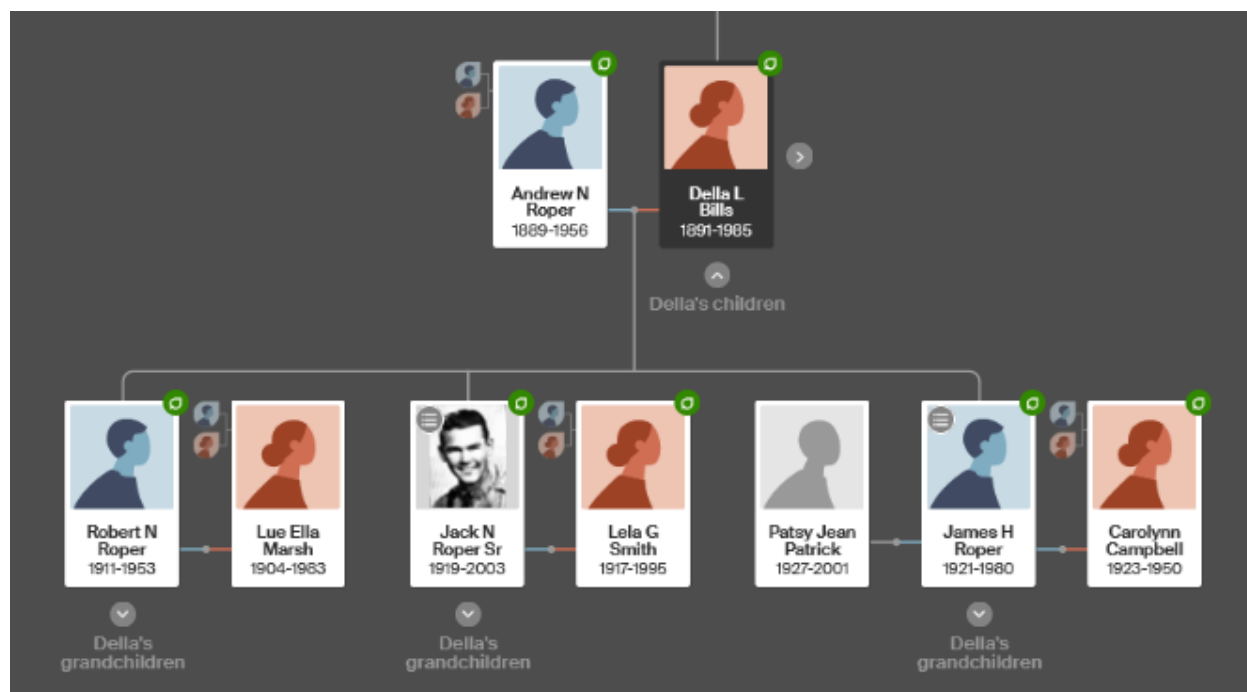 Andrew N
Roper
1889-1956
Della L
Bills
1891-1985
Della's children
Robert N
Roper
1911-1953
Lue Ella
Marsh
1904-1983
Jack N
Roper Sr
1919-2003
Lela G
Smith
1917-1995
Patsy Jean
Patrick
1927-2001
James H
Roper
1921-1980
Carolynn
Campbell
1923-1950
Della's
grandchildren
Della's
grandchildren
Della's
grandchildren